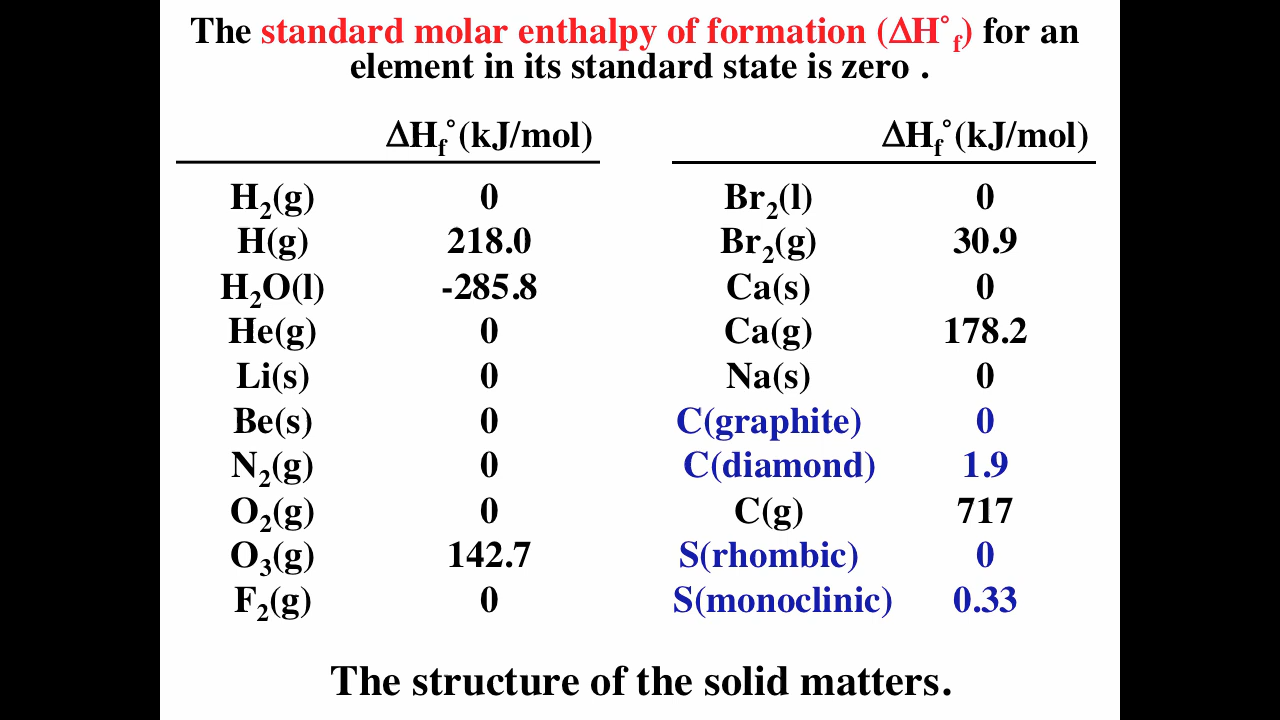 The standard molar enthalpy of formation (ΔH°f) for an
element in its standard state is zero .
ΔHf°(kJ/mol) ΔHf°(kJ/mol)
H2(g) 0 Br2(l) 0
H(g) 218.0 Br2(g) 30.9
H2O(l) -285.8 Ca(s) 0
He(g) 0 Ca(g) 178.2
Li(s) 0 Na(s) 0
Be(s) 0 C(graphite) 0
N2(g) 0 C(diamond) 1.9
O2(g) 0 C(g) 717
O3(g) 142.7 S(rhombic) 0
F2(g) 0 S(monoclinic) 0.33
The structure of the solid matters.